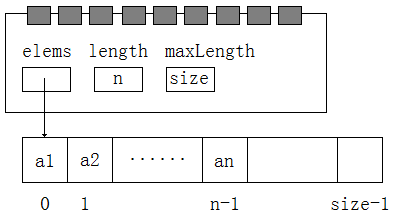 elems length maxLength
n size
a1 a2 ······ an
0 1 n-1 size-1